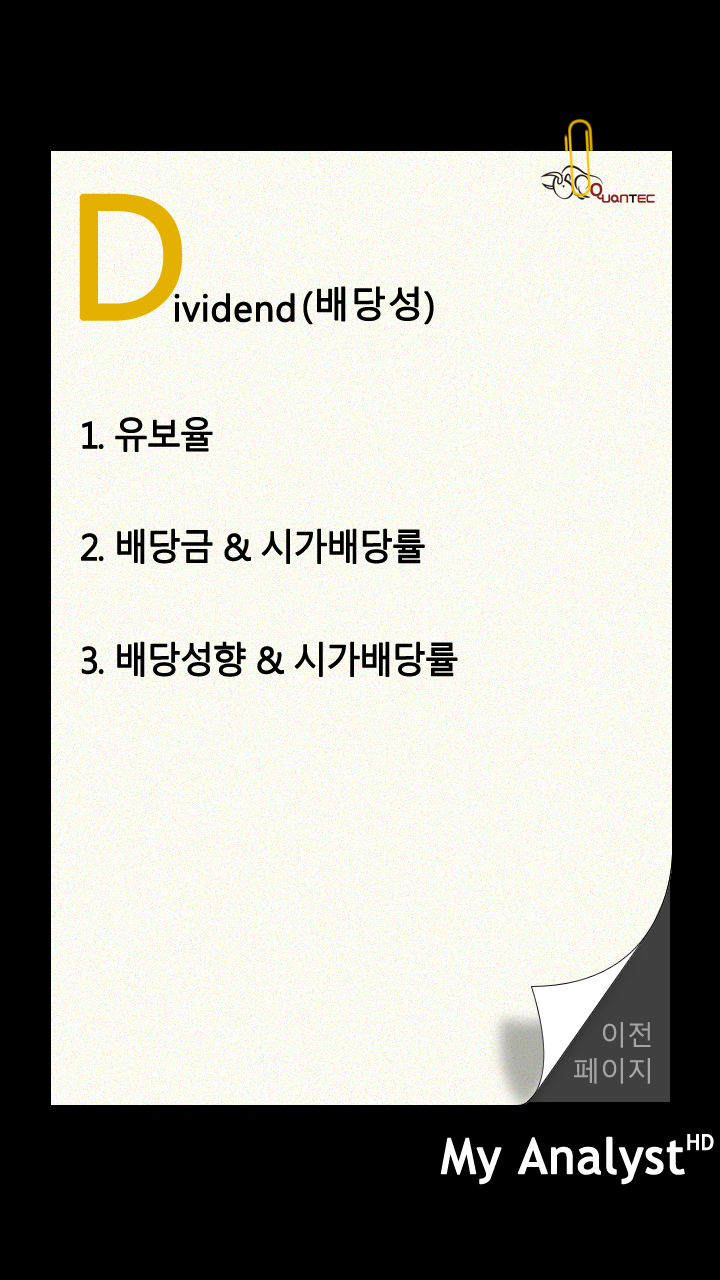 QuanTEC
Dividend(배당성)
1. 유보율
2. 배당금 & 시가배당률
3. 배당성향 & 시가배당률
이전
페이지
My Analyst HD